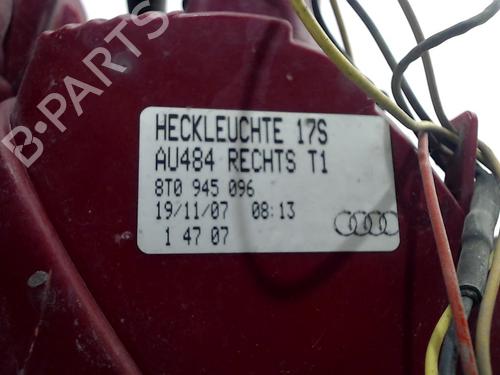 B-PARTS
HECKLEUCHTE 17S
AU484 RECHTS T1
8T0 945 096
19/11/07 08:13
1 47 07